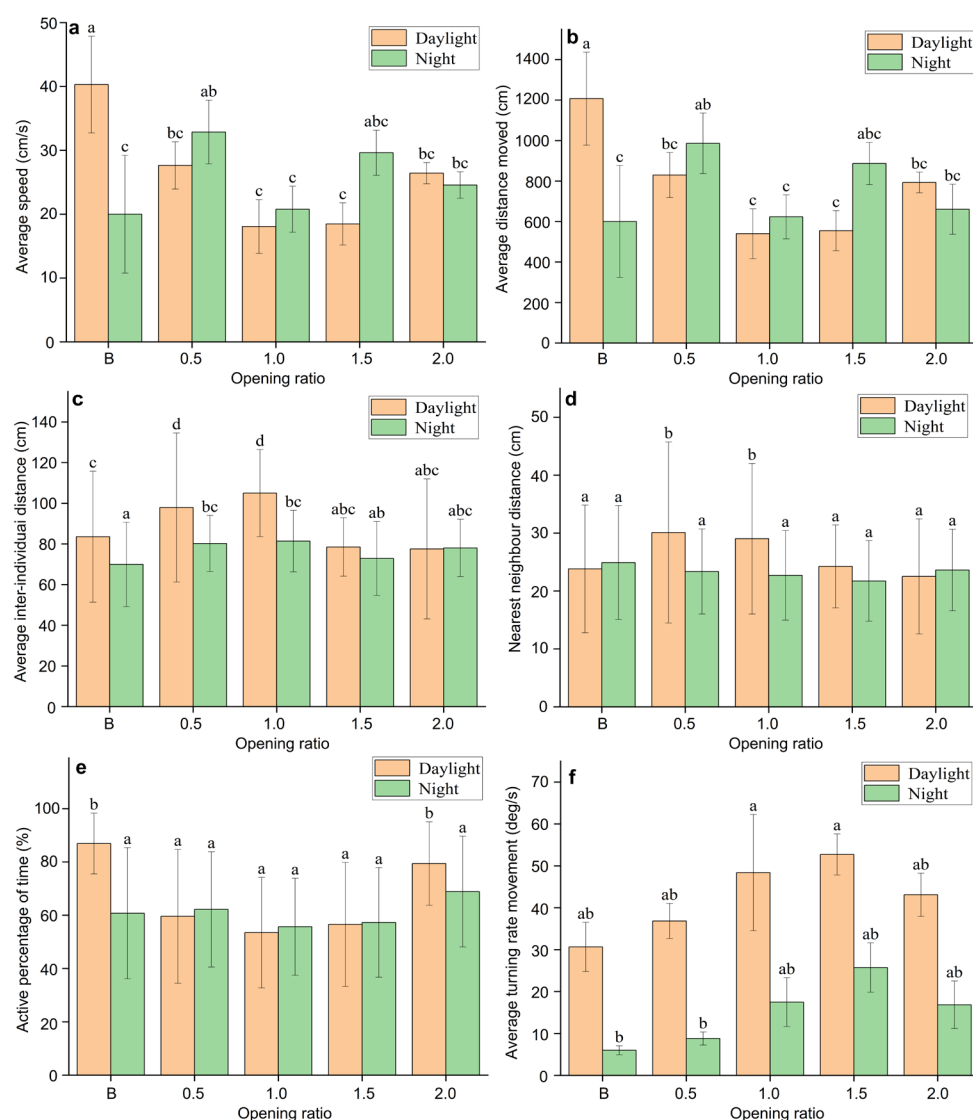 a
Daylight
Night
Average speed (cm/s)
50
40
30
20
10
0
a
c
bc
ab
c
c
c
abc
bc
bc
B
0.5
1.0
1.5
2.0
Opening ratio
b
Daylight
Night
Average distance moved (cm)
1400
1200
1000
800
600
400
200
0
a
c
bc
ab
c
c
c
abc
bc
bc
B
0.5
1.0
1.5
2.0
Opening ratio
c
Daylight
Night
Average inter-individual distance (cm)
140
120
100
80
60
40
20
0
c
a
d
bc
d
bc
abc
ab
abc
abc
B
0.5
1.0
1.5
2.0
Opening ratio
d
Daylight
Night
Nearest neighbour distance (cm)
50
40
30
20
10
0
a
a
b
a
b
a
a
a
a
a
B
0.5
1.0
1.5
2.0
Opening ratio
e
Daylight
Night
Active percentage of time (%)
100
80
60
40
20
0
b
a
a
a
a
a
a
a
b
a
B
0.5
1.0
1.5
2.0
Opening ratio
f
Daylight
Night
Average turning rate movement (deg/s)
70
60
50
40
30
20
10
0
ab
b
ab
b
a
ab
a
ab
ab
ab
B
0.5
1.0
1.5
2.0
Opening ratio